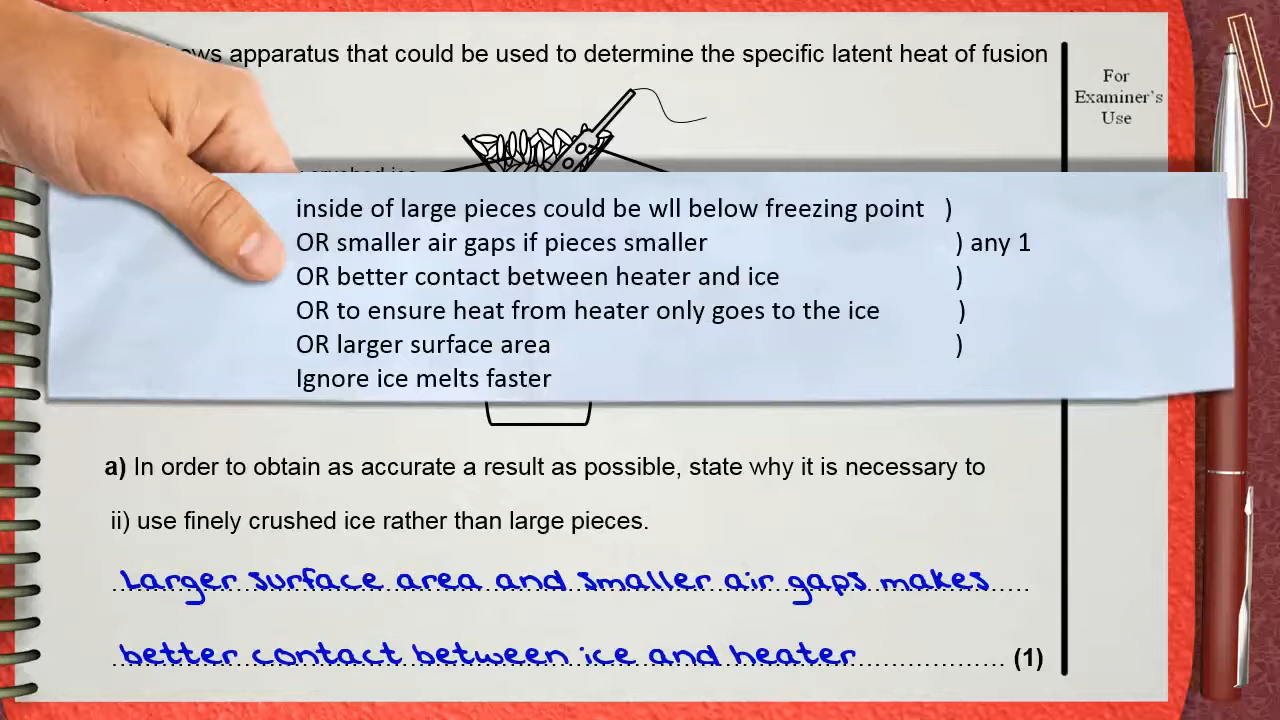 ows apparatus that could be used to determine the specific latent heat of fusion
For
Examiner's
Use
inside of large pieces could be wll below freezing point )
OR smaller air gaps if pieces smaller ) any 1
OR better contact between heater and ice )
OR to ensure heat from heater only goes to the ice )
OR larger surface area )
Ignore ice melts faster
a) In order to obtain as accurate a result as possible, state why it is necessary to
ii) use finely crushed ice rather than large pieces.
Larger surface area and smaller air gaps makes
better contact between ice and heater (1)